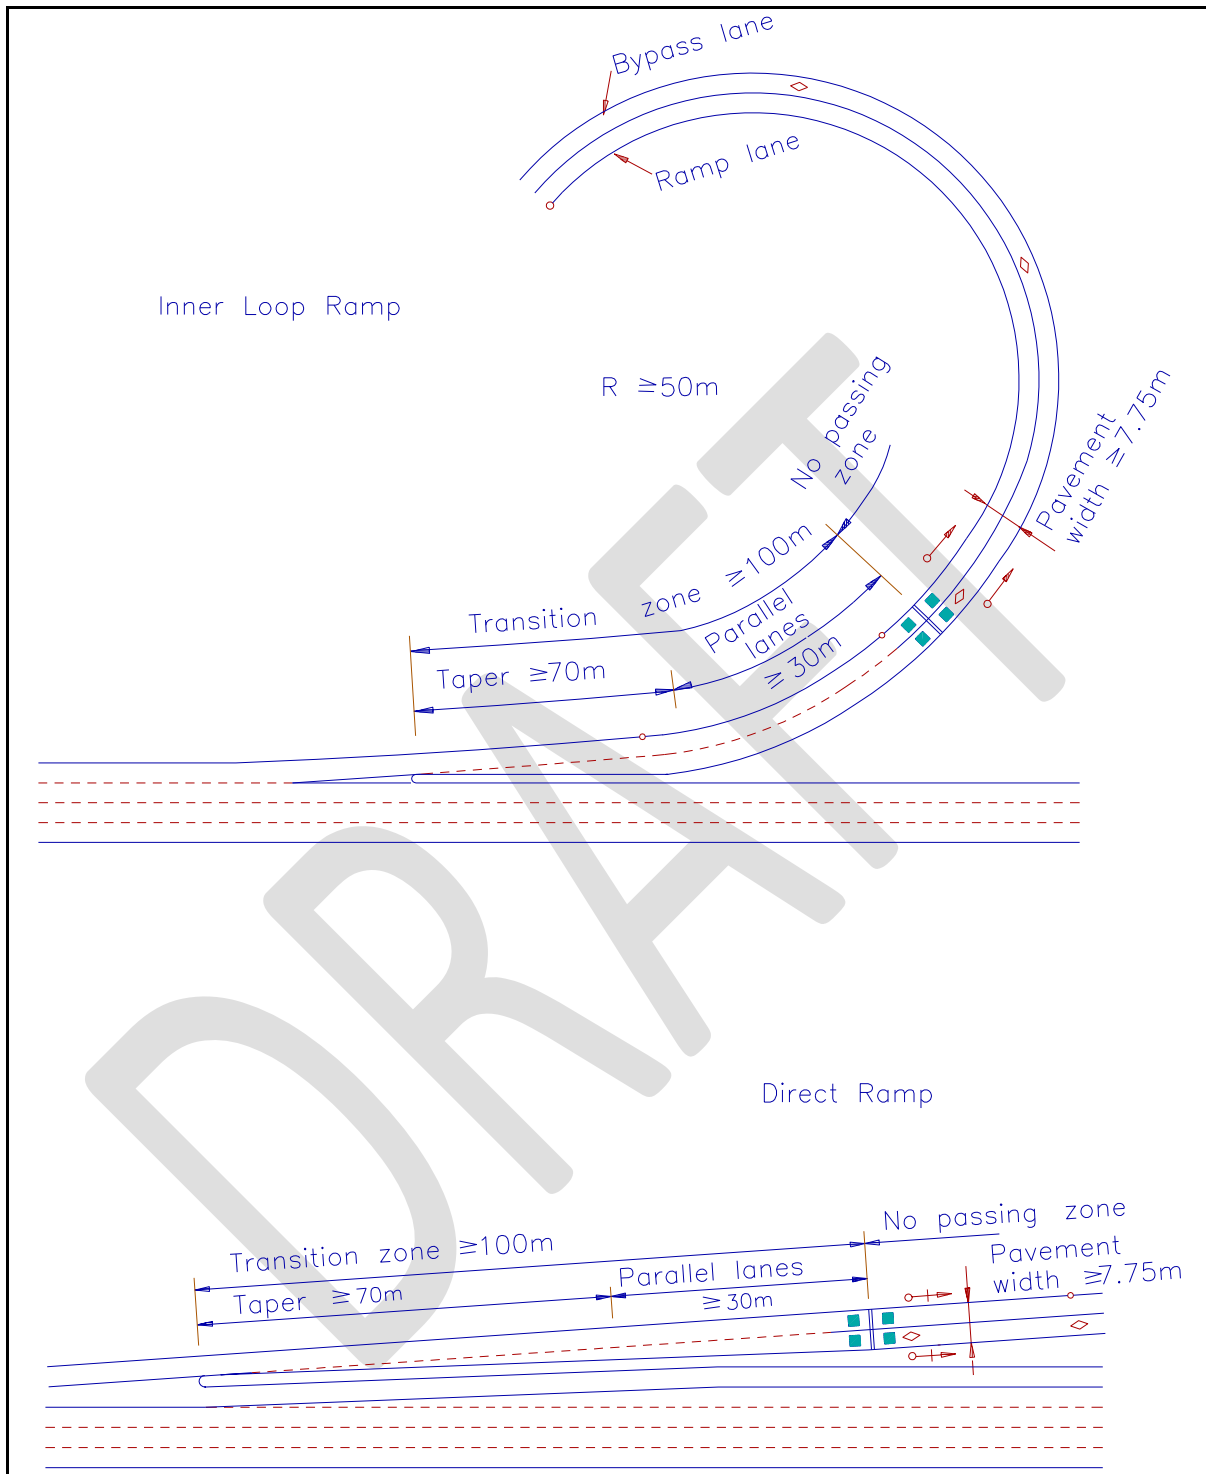 Bypass lane
Ramp lane
Inner Loop Ramp
R ≥50m
No passing
zone
Pavement
width ≥7.75m
Transition zone ≥100m
Parallel
lanes
≥30m
Taper ≥70m
DRAFT
Direct Ramp
No passing zone
Transition zone ≥100m
Pavement
width ≥7.75m
Parallel lanes
≥30m
Taper ≥70m